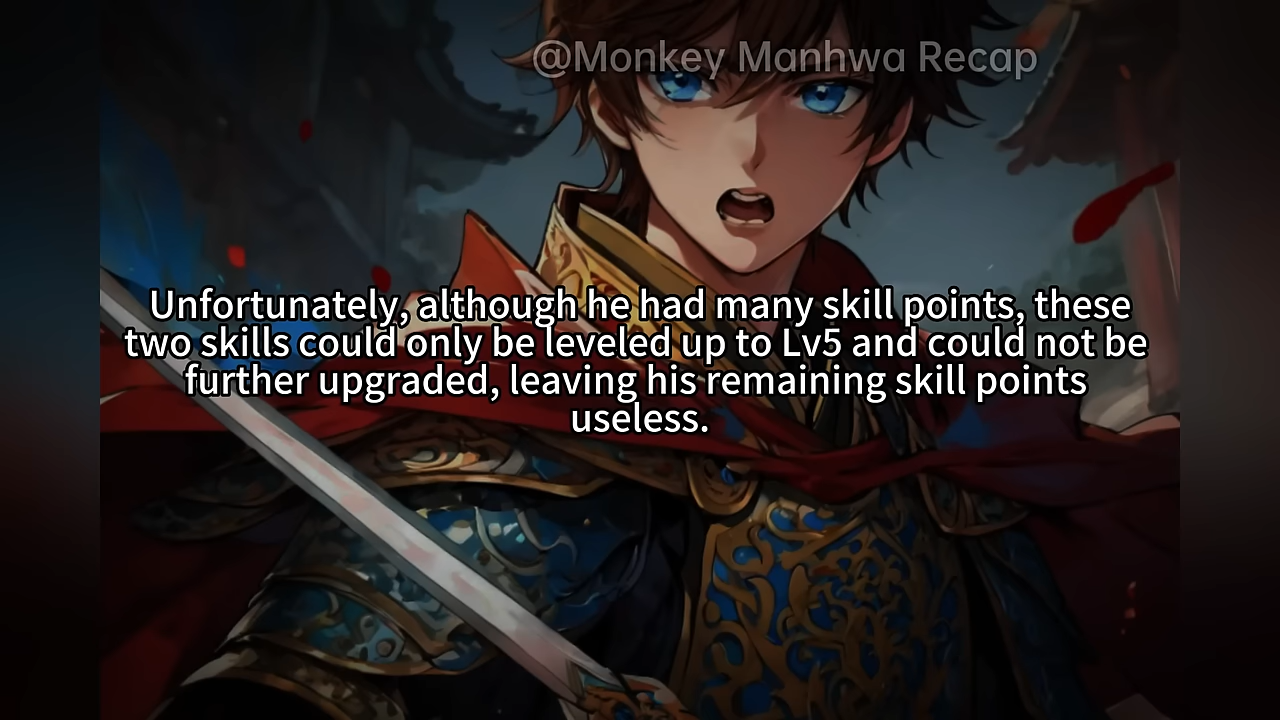 @Monkey Manhwa Recap
Unfortunately, although he had many skill points, these
two skills could only be leveled up to Lv5 and could not be
further upgraded, leaving his remaining skill points
useless.